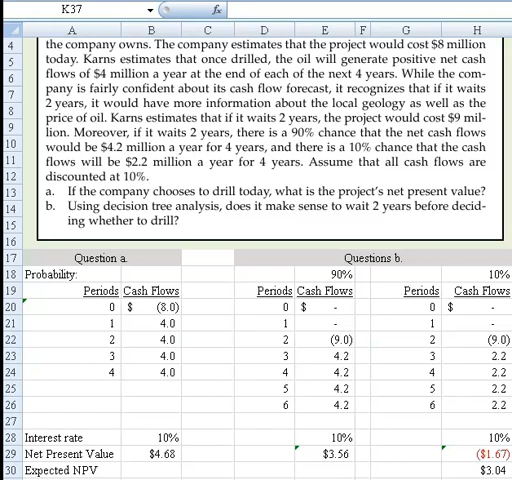 K37
fx
A B C D E F G H
4 the company owns. The company estimates that the project would cost $8 million
5 today. Karns estimates that once drilled, the oil will generate positive net cash
6 flows of $4 million a year at the end of each of the next 4 years. While the com-
7 pany is fairly confident about its cash flow forecast, it recognizes that if it waits
8 2 years, it would have more information about the local geology as well as the
9 price of oil. Karns estimates that if it waits 2 years, the project would cost $9 mil-
10 lion. Moreover, if it waits 2 years, there is a 90% chance that the net cash flows
11 would be $4.2 million a year for 4 years, and there is a 10% chance that the cash
12 flows will be $2.2 million a year for 4 years. Assume that all cash flows are
discounted at 10%.
13 a. If the company chooses to drill today, what is the project's net present value?
14 b. Using decision tree analysis, does it make sense to wait 2 years before decid-
15 ing whether to drill?
16
17 Question a. Questions b.
18 Probability: 90% 10%
19 Periods Cash Flows Periods Cash Flows Periods Cash Flows
20 0 $ (8.0) 0 $ - 0 $ -
21 1 4.0 1 - 1 -
22 2 4.0 2 (9.0) 2 (9.0)
23 3 4.0 3 4.2 3 2.2
24 4 4.0 4 4.2 4 2.2
25 5 4.2 5 2.2
26 6 4.2 6 2.2
27
28 Interest rate 10% 10% 10%
29 Net Present Value $4.68 $3.56 ($1.67)
30 Expected NPV $3.04